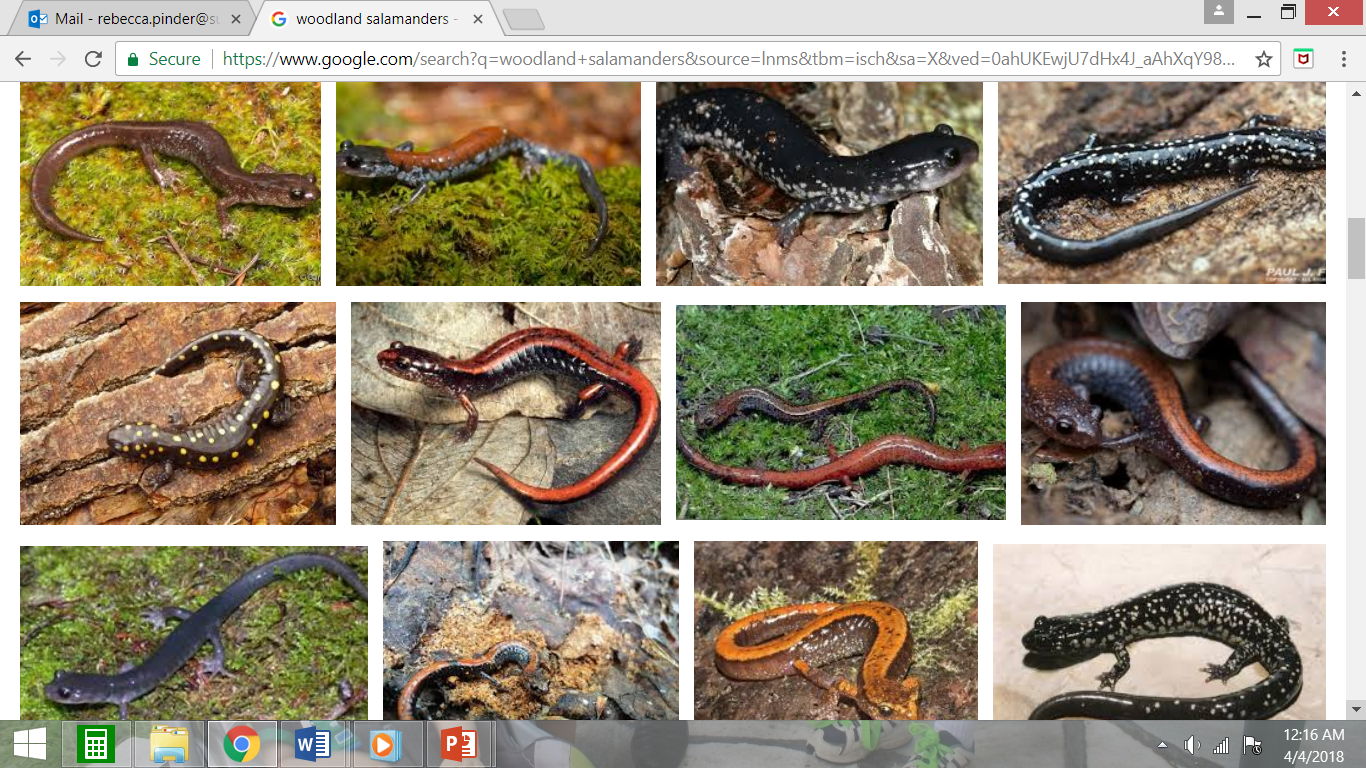 Mail - rebecca.pinder@s
woodland salamanders -
Secure
https://www.google.com/search?q=woodland+salamanders&source=lnms&tbm=isch&sa=X&ved=0ahUKEwjU7dHx4J_aAhXqY98...
PAUL J. F
12:16 AM
4/4/2018